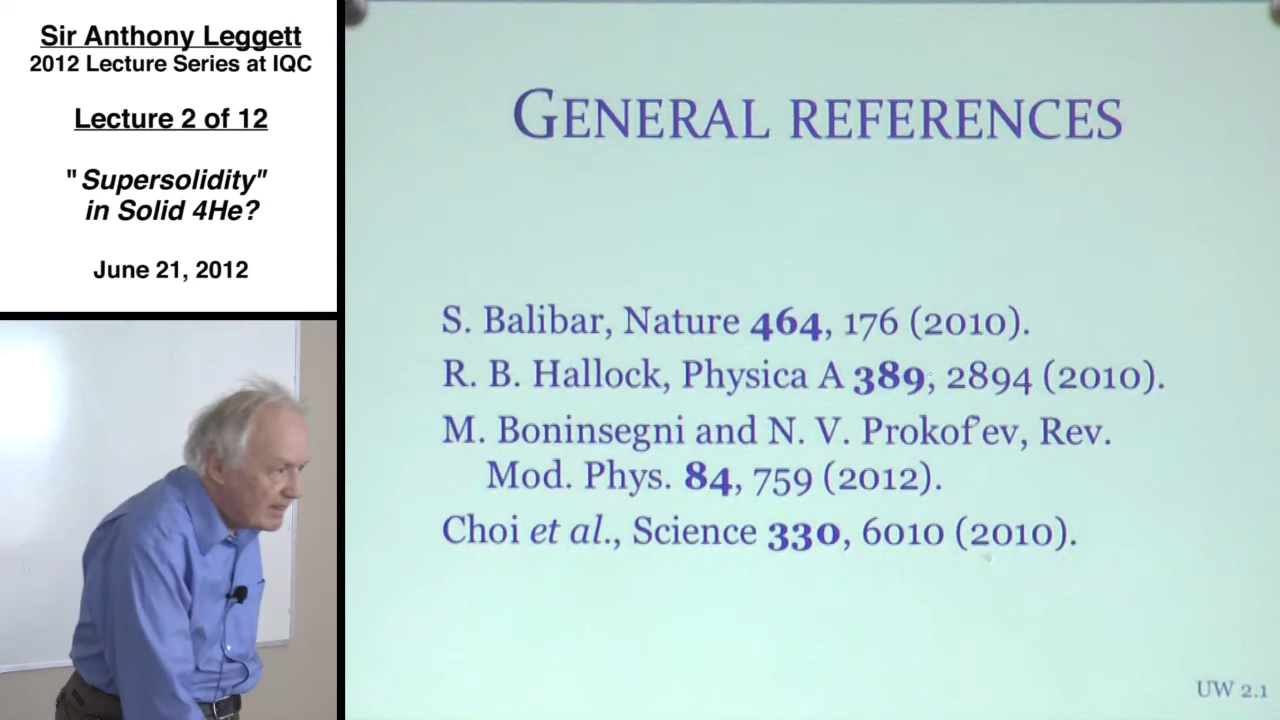 Sir Anthony Leggett
2012 Lecture Series at IQC
Lecture 2 of 12
"Supersolidity"
in Solid 4He?
June 21, 2012
GENERAL REFERENCES
S. Balibar, Nature 464, 176 (2010).
R. B. Hallock, Physica A 389, 2894 (2010).
M. Boninsegni and N. V. Prokof'ev, Rev.
Mod. Phys. 84, 759 (2012).
Choi et al., Science 330, 6010 (2010).
UW 2.1